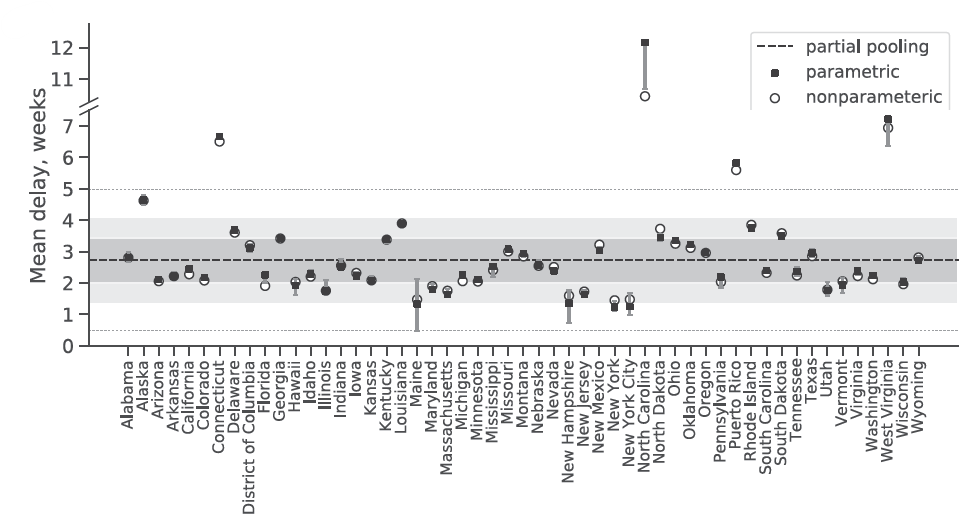 12
11
7
6
5
4
3
2
1
0
Mean delay, weeks
partial pooling
parametric
nonparameteric
Alabama
Alaska
Arizona
Arkansas
California
Colorado
Connecticut
Delaware
District of Columbia
Florida
Georgia
Hawaii
Idaho
Illinois
Indiana
Iowa
Kansas
Kentucky
Louisiana
Maine
Maryland
Massachusetts
Michigan
Minnesota
Mississippi
Missouri
Montana
Nebraska
Nevada
New Hampshire
New Jersey
New Mexico
New York
New York City
North Carolina
North Dakota
Ohio
Oklahoma
Oregon
Pennsylvania
Puerto Rico
Rhode Island
South Carolina
South Dakota
Tennessee
Texas
Utah
Vermont
Virginia
Washington
West Virginia
Wisconsin
Wyoming